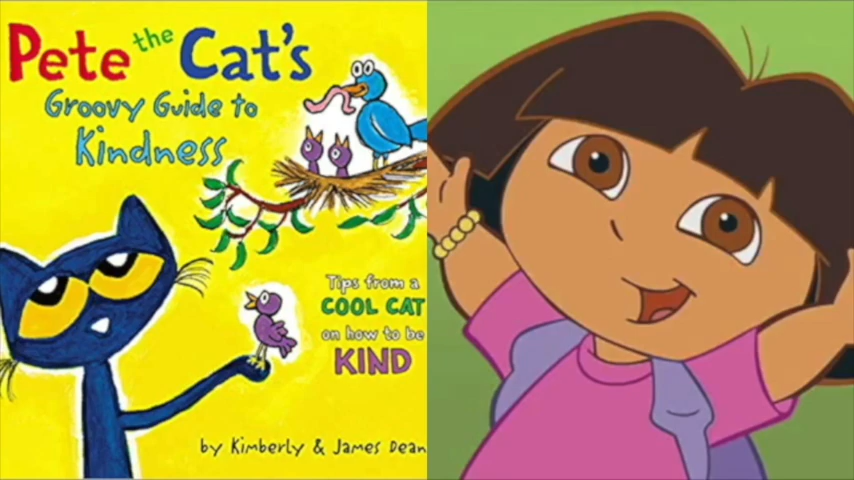 Pete the Cat's
Groovy Guide to
Kindness
Tips from a
COOL CAT
on how to be
KIND
by Kimberly & James Dean